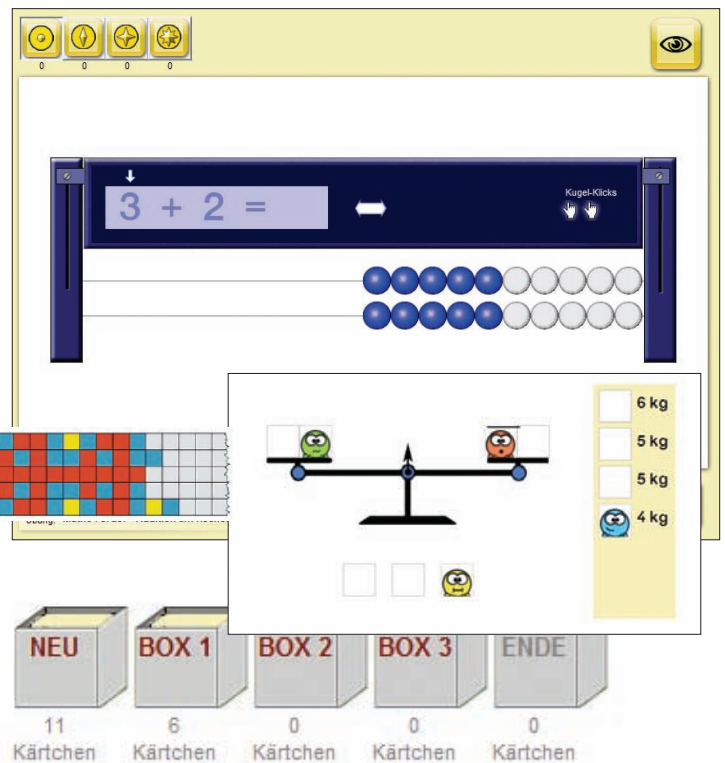 0 0 0 0
Kugel-Klicks
3 + 2 =
6 kg
5 kg
5 kg
4 kg
NEU BOX 1 BOX 2 BOX 3 ENDE
11 6 0 0 0
Kärtchen Kärtchen Kärtchen Kärtchen Kärtchen